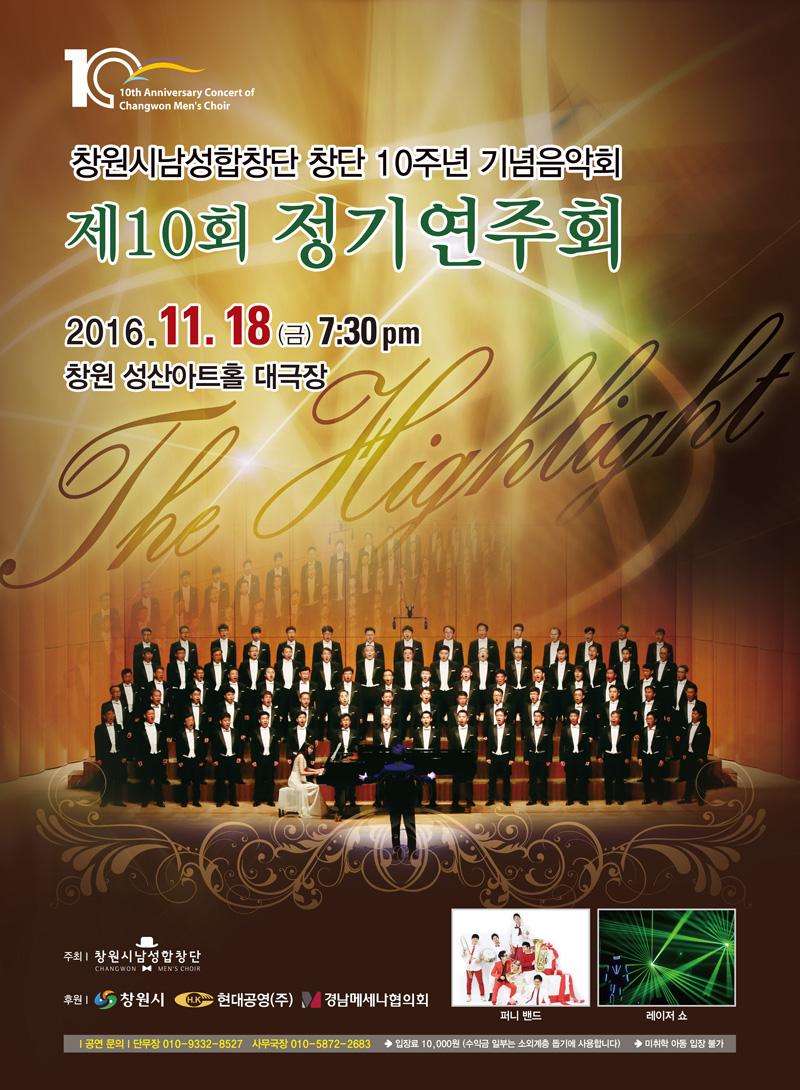 10
10th Anniversary Concert of
Changwon Men's Choir
창원시남성합창단 창단 10주년 기념음악회
제10회 정기연주회
2016. 11. 18 (금) 7:30 pm
창원 성산아트홀 대극장
The Highlight
주최 | 창원시남성합창단
CHANGWON MEN'S CHOIR
후원 | 창원시 H.K 현대공영(주) 경남메세나협의회
퍼니 밴드 레이저 쇼
| 공연 문의 | 단무장 010-9332-8527 사무국장 010-5872-2683 → 입장료 10,000원 (수익금 일부는 소외계층 돕기에 사용합니다) → 미취학 아동 입장 불가